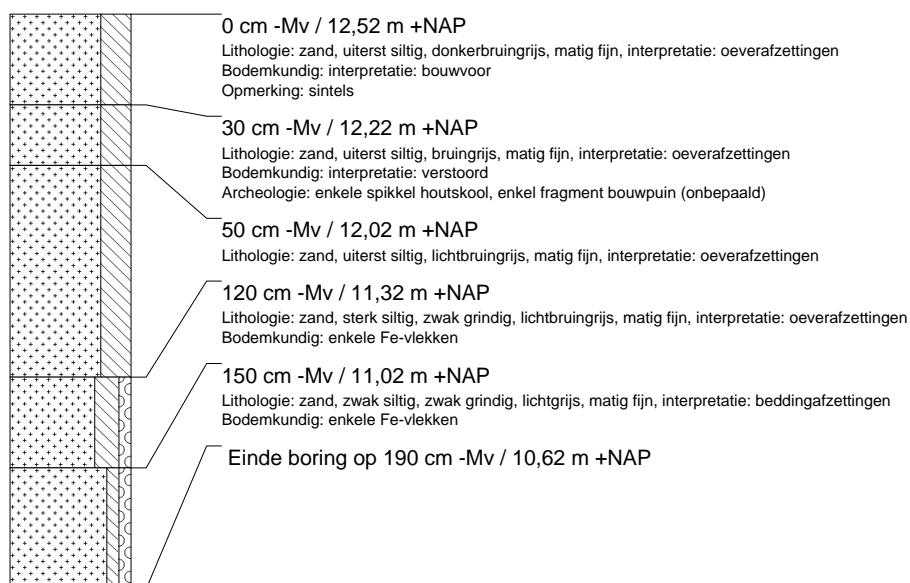 0 cm -Mv / 12,52 m +NAP
Lithologie: zand, uiterst siltig, donkerbruingrijs, matig fijn, interpretatie: oeverafzettingen
Bodemkundig: interpretatie: bouwvoor
Opmerking: sintels
30 cm -Mv / 12,22 m +NAP
Lithologie: zand, uiterst siltig, bruingrijs, matig fijn, interpretatie: oeverafzettingen
Bodemkundig: interpretatie: verstoord
Archeologie: enkele spikkel houtskool, enkel fragment bouwpuin (onbepaald)
50 cm -Mv / 12,02 m +NAP
Lithologie: zand, uiterst siltig, lichtbruingrijs, matig fijn, interpretatie: oeverafzettingen
120 cm -Mv / 11,32 m +NAP
Lithologie: zand, sterk siltig, zwak grindig, lichtbruingrijs, matig fijn, interpretatie: oeverafzettingen
Bodemkundig: enkele Fe-vlekken
150 cm -Mv / 11,02 m +NAP
Lithologie: zand, zwak siltig, zwak grindig, lichtgrijs, matig fijn, interpretatie: beddingafzettingen
Bodemkundig: enkele Fe-vlekken
Einde boring op 190 cm -Mv / 10,62 m +NAP